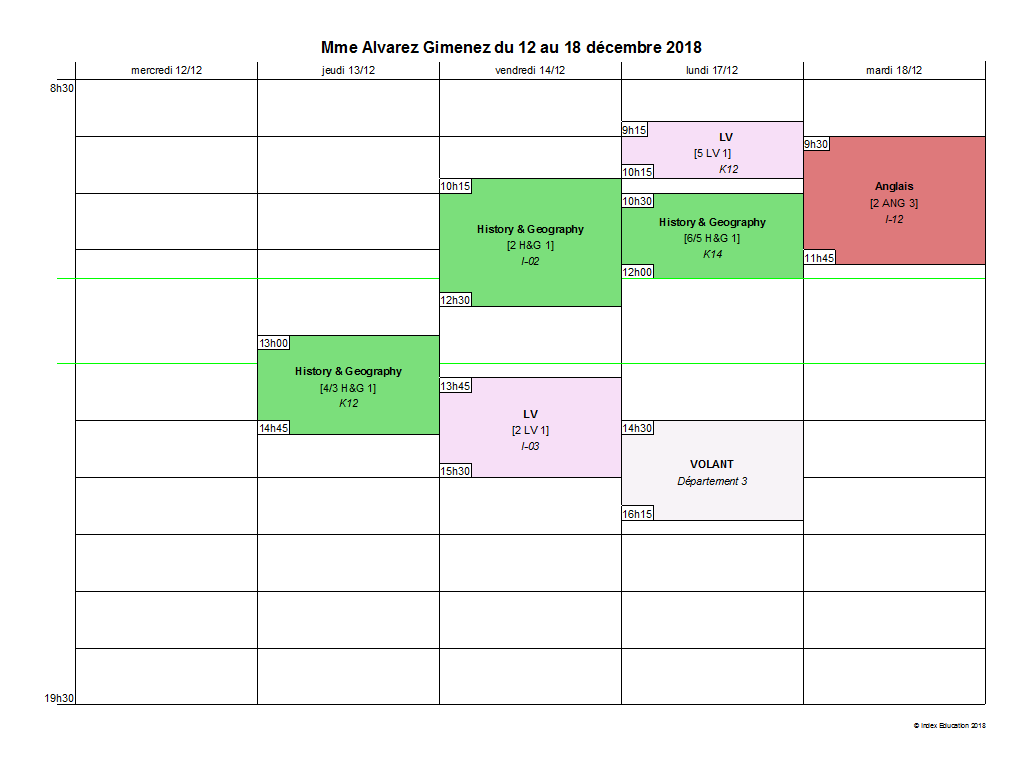 Mme Alvarez Gimenez du 12 au 18 décembre 2018
mercredi 12/12
jeudi 13/12
vendredi 14/12
lundi 17/12
mardi 18/12
8h30
13h00
History & Geography
[4/3 H&G 1]
K12
14h45
10h15
History & Geography
[2 H&G 1]
I-02
12h30
13h45
LV
[2 LV 1]
I-03
15h30
9h15
LV
[5 LV 1]
K12
10h15
10h30
History & Geography
[6/5 H&G 1]
K14
12h00
14h30
VOLANT
Département 3
16h15
9h30
Anglais
[2 ANG 3]
I-12
11h45
19h30
© Index Education 2018